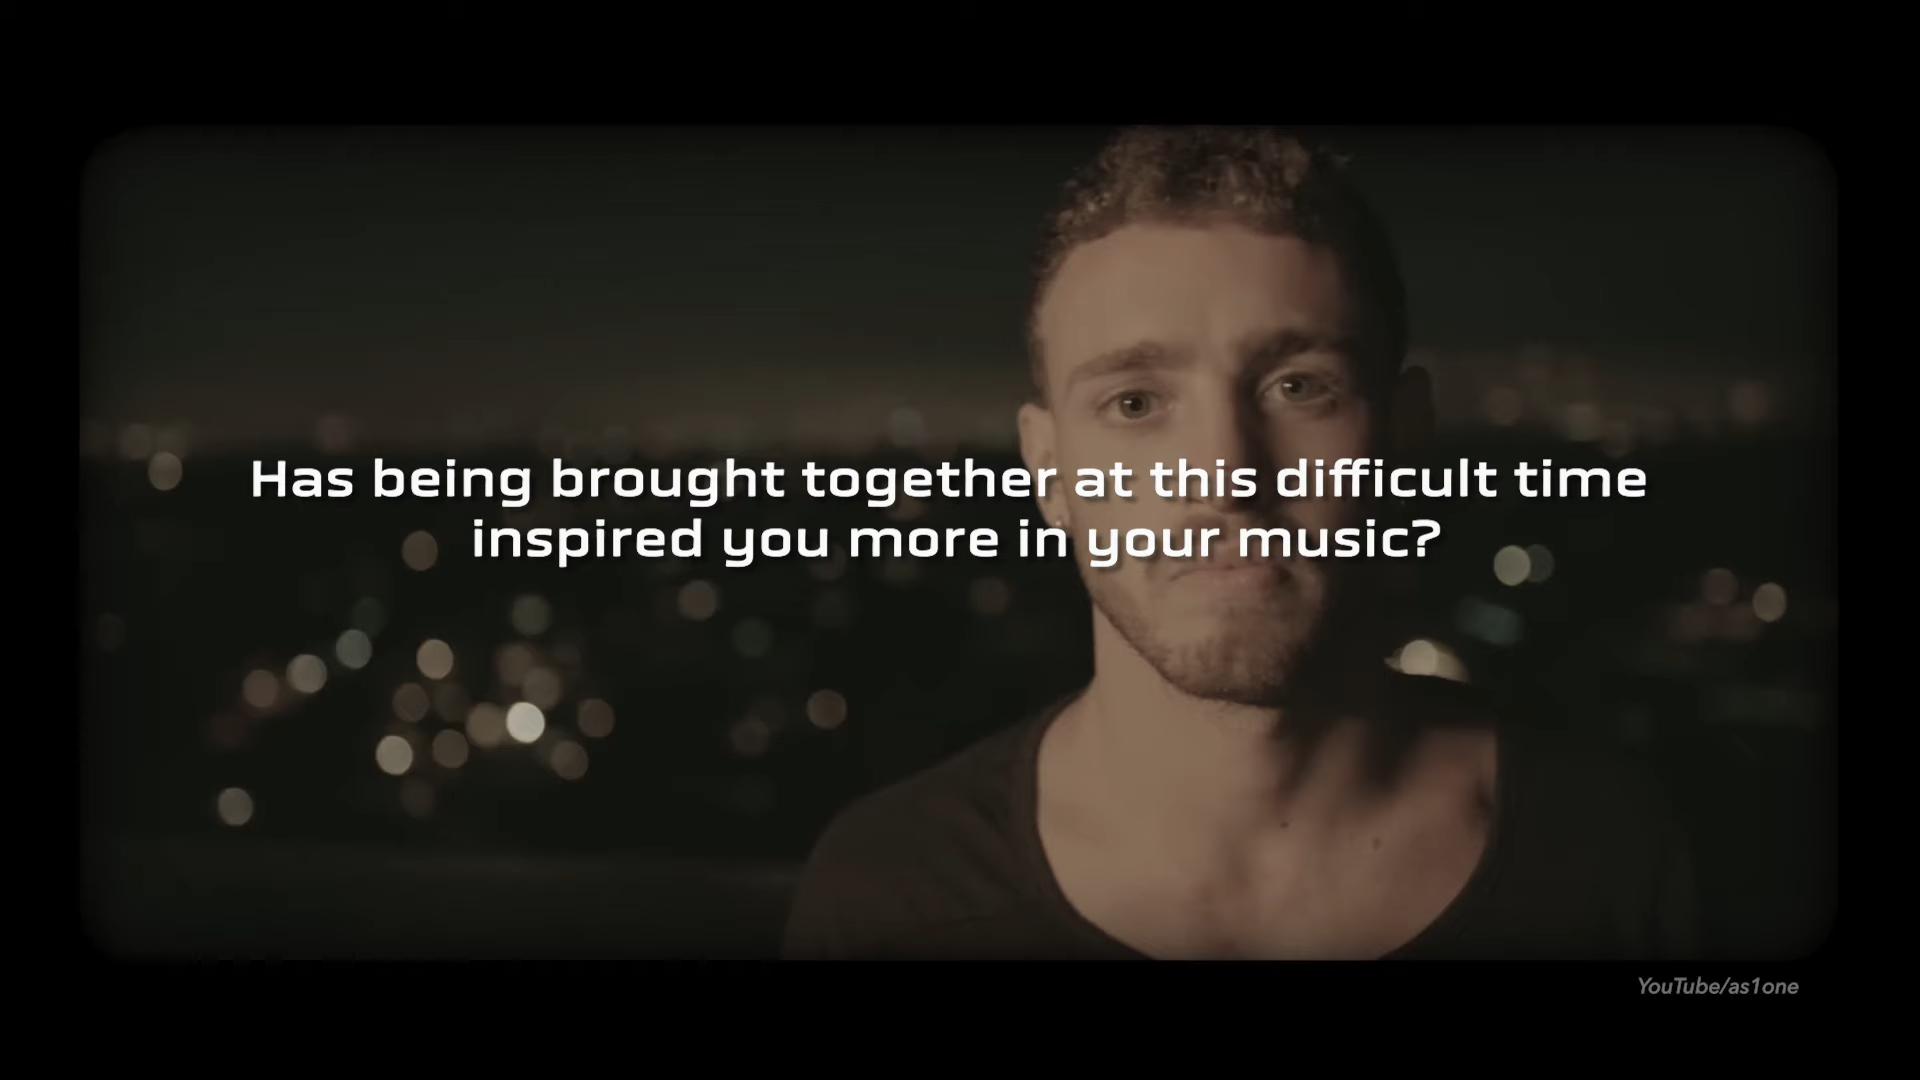 Has being brought together at this difficult time
inspired you more in your music?
YouTube/as1one